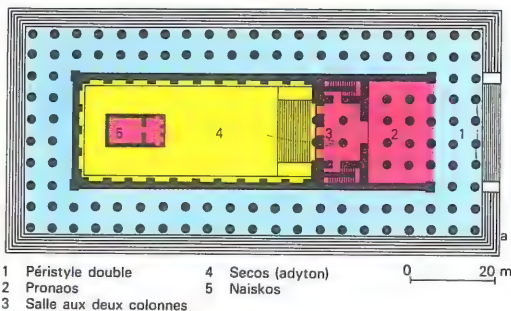 5 4 3 2 1
a
1 Péristyle double 4 Secos (adyton) 0 20 m
2 Pronaos 5 Naiskos
3 Salle aux deux colonnes